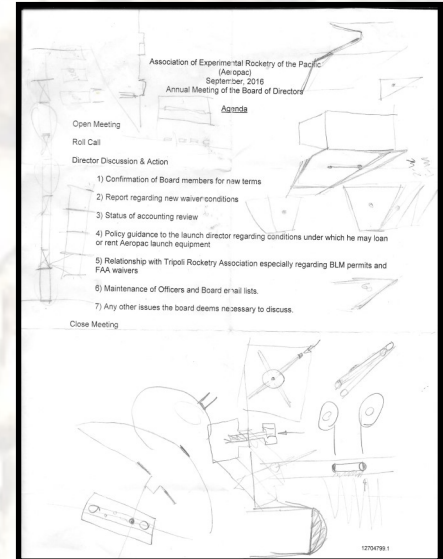 Association of Experimental Rocketry of the Pacific
(Aeropac)
September, 2016
Annual Meeting of the Board of Directors
Agenda
Open Meeting
Roll Call
Director Discussion & Action
1) Confirmation of Board members for new terms
2) Report regarding new waiver conditions
3) Status of accounting review
4) Policy guidance to the launch director regarding conditions under which he may loan
or rent Aeropac launch equipment
5) Relationship with Tripoli Rocketry Association especially regarding BLM permits and
FAA waivers
6) Maintenance of Officers and Board email lists.
7) Any other issues the board deems necessary to discuss.
Close Meeting
12704799.1